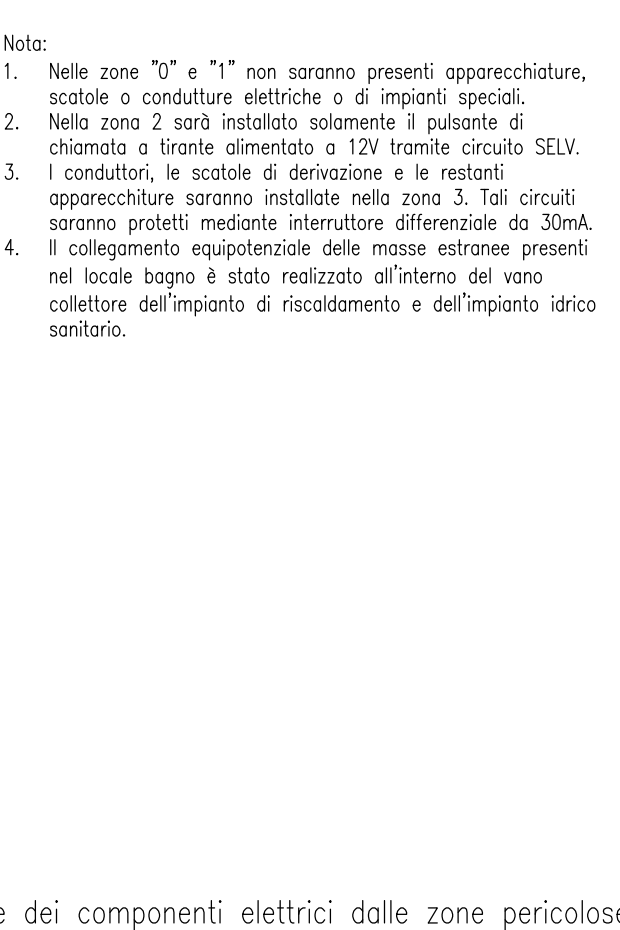 Nota:
1. Nelle zone "0" e "1" non saranno presenti apparecchiature,
scatole o condutture elettriche o di impianti speciali.
2. Nella zona 2 sarà installato solamente il pulsante di
chiamata a tirante alimentato a 12V tramite circuito SELV.
3. I conduttori, le scatole di derivazione e le restanti
apparecchiture saranno installate nella zona 3. Tali circuiti
saranno protetti mediante interruttore differenziale da 30mA.
4. Il collegamento equipotenziale delle masse estranee presenti
nel locale bagno è stato realizzato all'interno del vano
collettore dell'impianto di riscaldamento e dell'impianto idrico
sanitario.
e dei componenti elettrici dalle zone pericolose